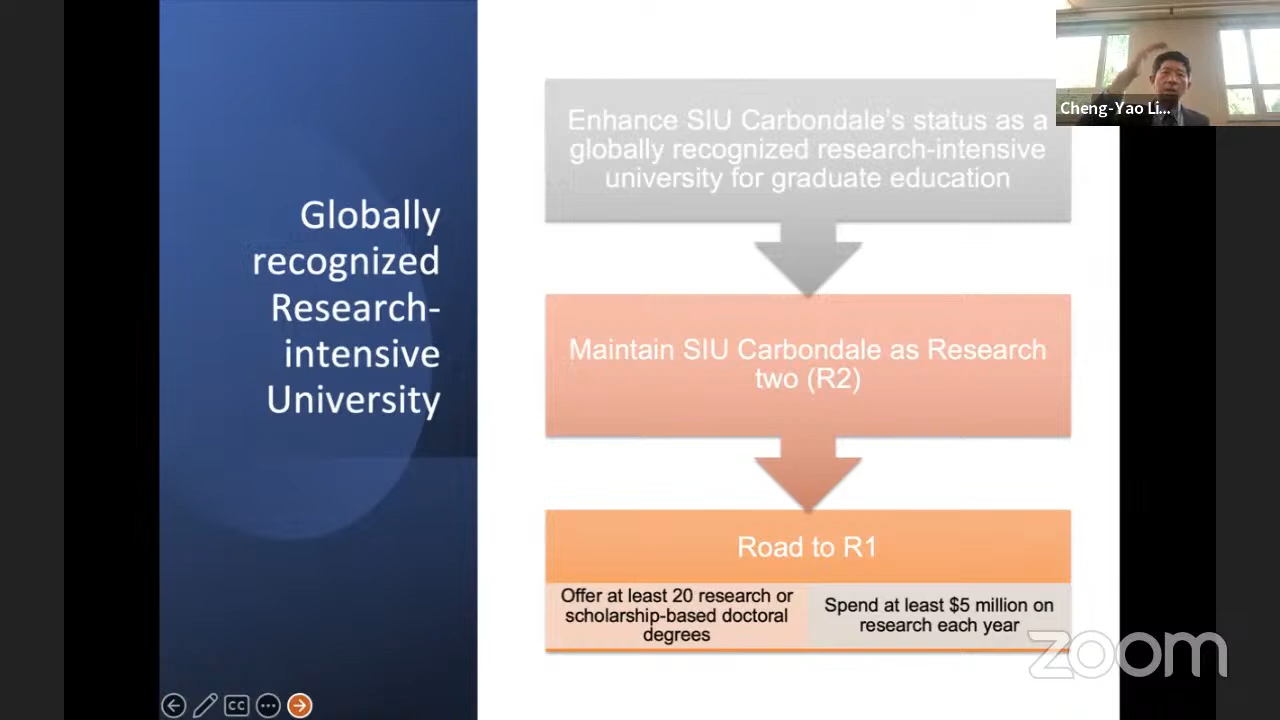 Globally
recognized
Research-
intensive
University
Enhance SIU Carbondale's status as a
globally recognized research-intensive
university for graduate education
Maintain SIU Carbondale as Research
two (R2)
Road to R1
Offer at least 20 research or
scholarship-based doctoral
degrees
Spend at least $5 million on
research each year
Cheng-Yao Li...
CC
zoom